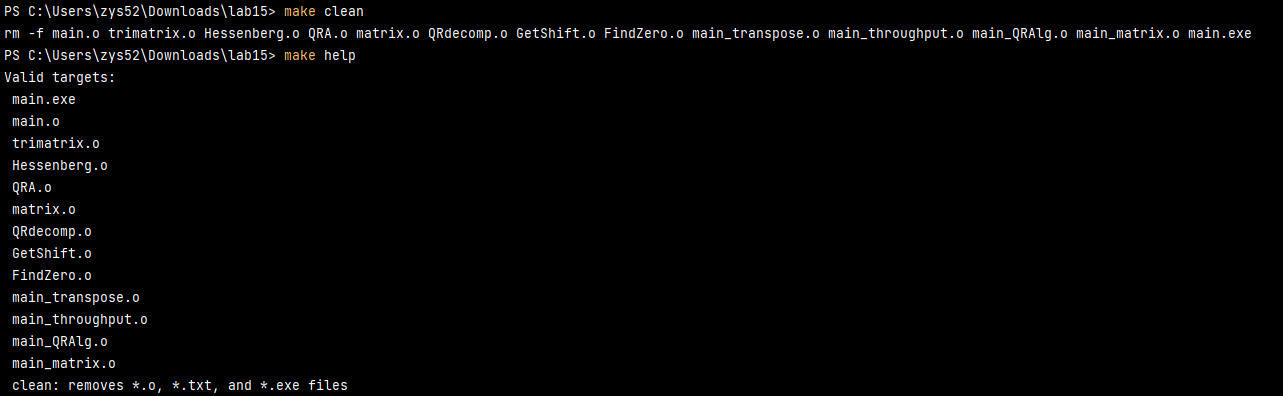 PS C:\Users\zys52\Downloads\lab15> make clean
rm -f main.o trimatrix.o Hessenberg.o QRA.o matrix.o QRdecomp.o GetShift.o FindZero.o main_transpose.o main_throughput.o main_QRAlg.o main_matrix.o main.exe
PS C:\Users\zys52\Downloads\lab15> make help
Valid targets:
 main.exe
 main.o
 trimatrix.o
 Hessenberg.o
 QRA.o
 matrix.o
 QRdecomp.o
 GetShift.o
 FindZero.o
 main_transpose.o
 main_throughput.o
 main_QRAlg.o
 main_matrix.o
 clean: removes *.o, *.txt, and *.exe files